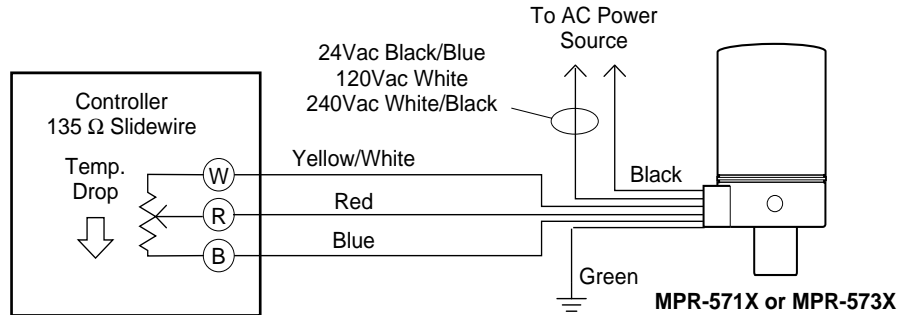 To AC Power
Source
24Vac Black/Blue
120Vac White
240Vac White/Black
Controller
135 Ω Slidewire
Temp.
Drop
W
R
B
Yellow/White
Red
Blue
Black
Green
MPR-571X or MPR-573X